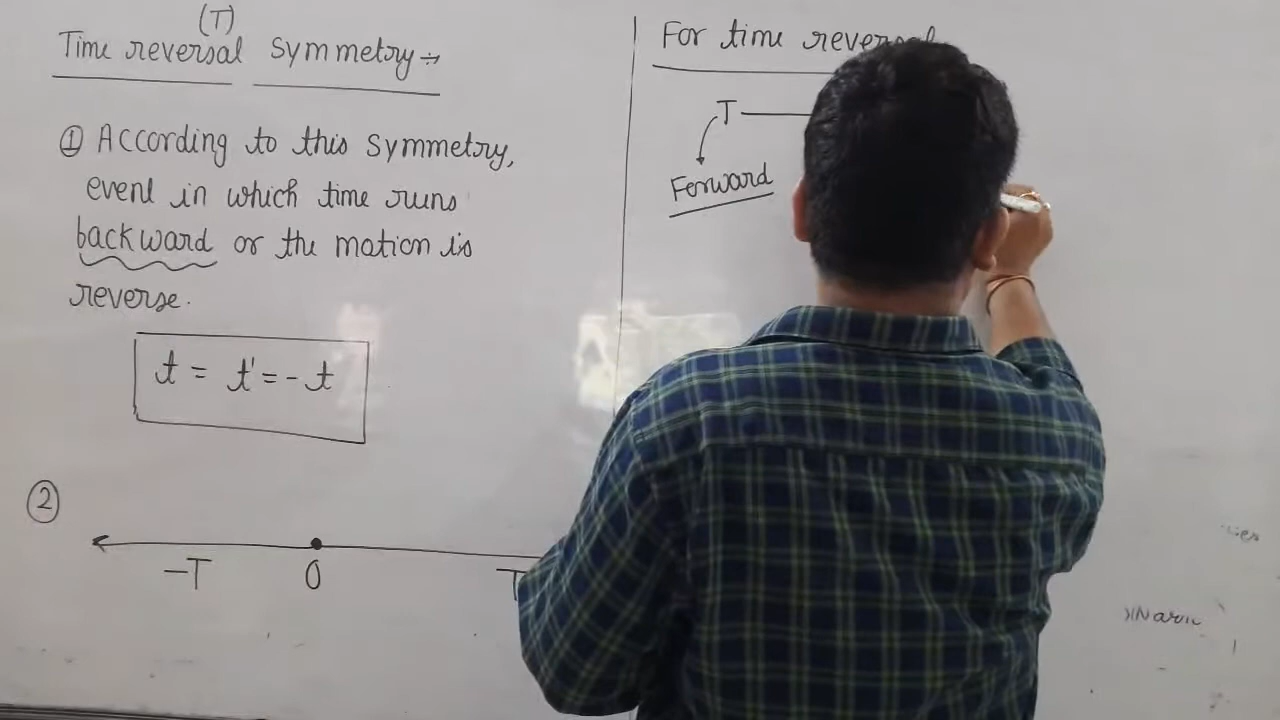 (T)
Time reversal symmetry :-
① According to this symmetry,
event in which time runs
backward or the motion is
reverse.
t = t' = - t
②
-T 0 T
For time reversal
T
Forward